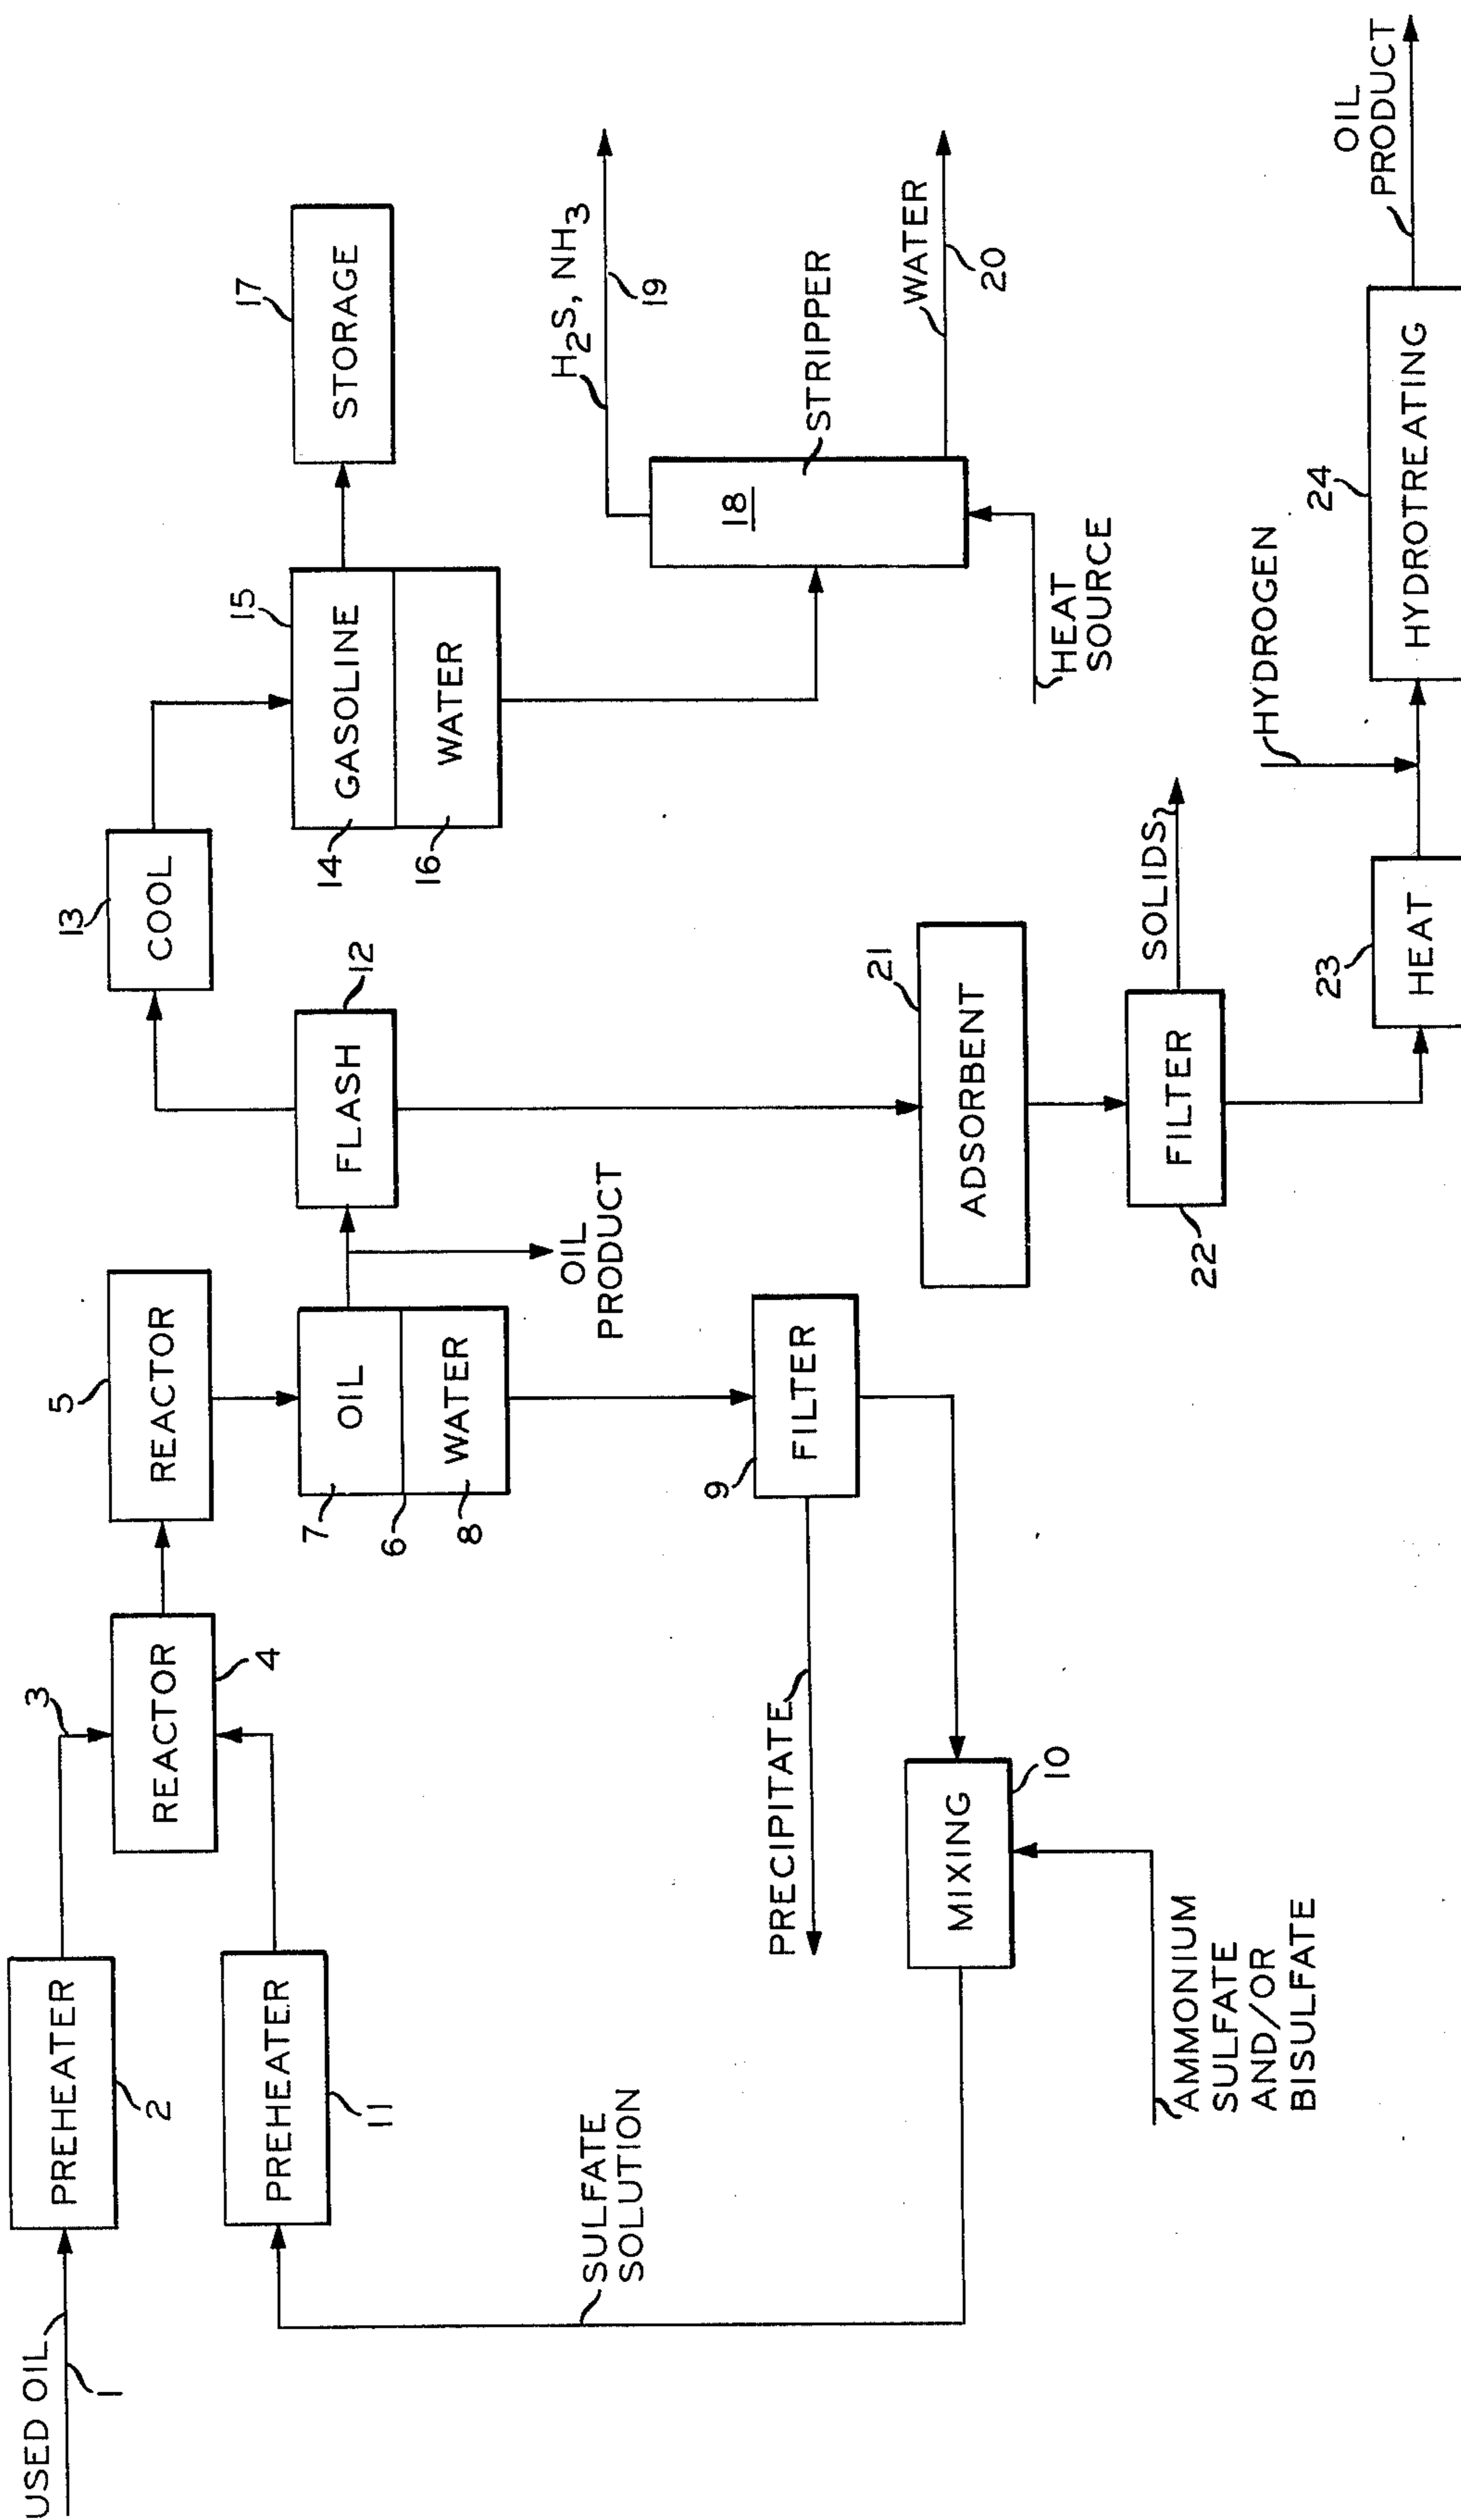 USED OIL
1
PREHEATER
2
3
REACTOR
4
REACTOR
5
PREHEATER
11
SULFATE
SOLUTION
OIL
7
6
WATER
8
OIL
PRODUCT
FILTER
9
PRECIPITATE
MIXING
10
AMMONIUM
SULFATE
AND/OR
BISULFATE
FLASH
12
COOL
13
GASOLINE
14
15
WATER
16
STORAGE
17
18
STRIPPER
H2S, NH3
19
WATER
20
HEAT
SOURCE
ADSORBENT
21
FILTER
22
SOLIDS
HEAT
23
HYDROGEN
HYDROTREATING
24
OIL
PRODUCT